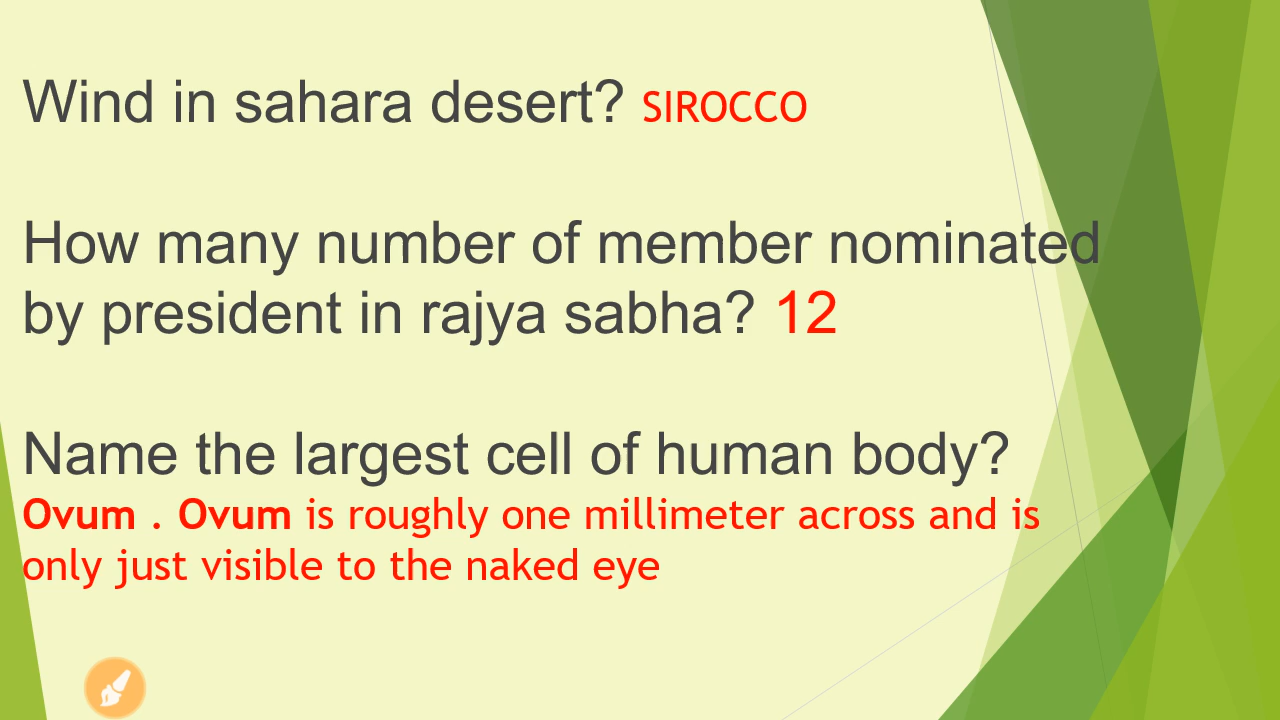 Wind in sahara desert? SIROCCO
How many number of member nominated
by president in rajya sabha? 12
Name the largest cell of human body?
Ovum . Ovum is roughly one millimeter across and is
only just visible to the naked eye